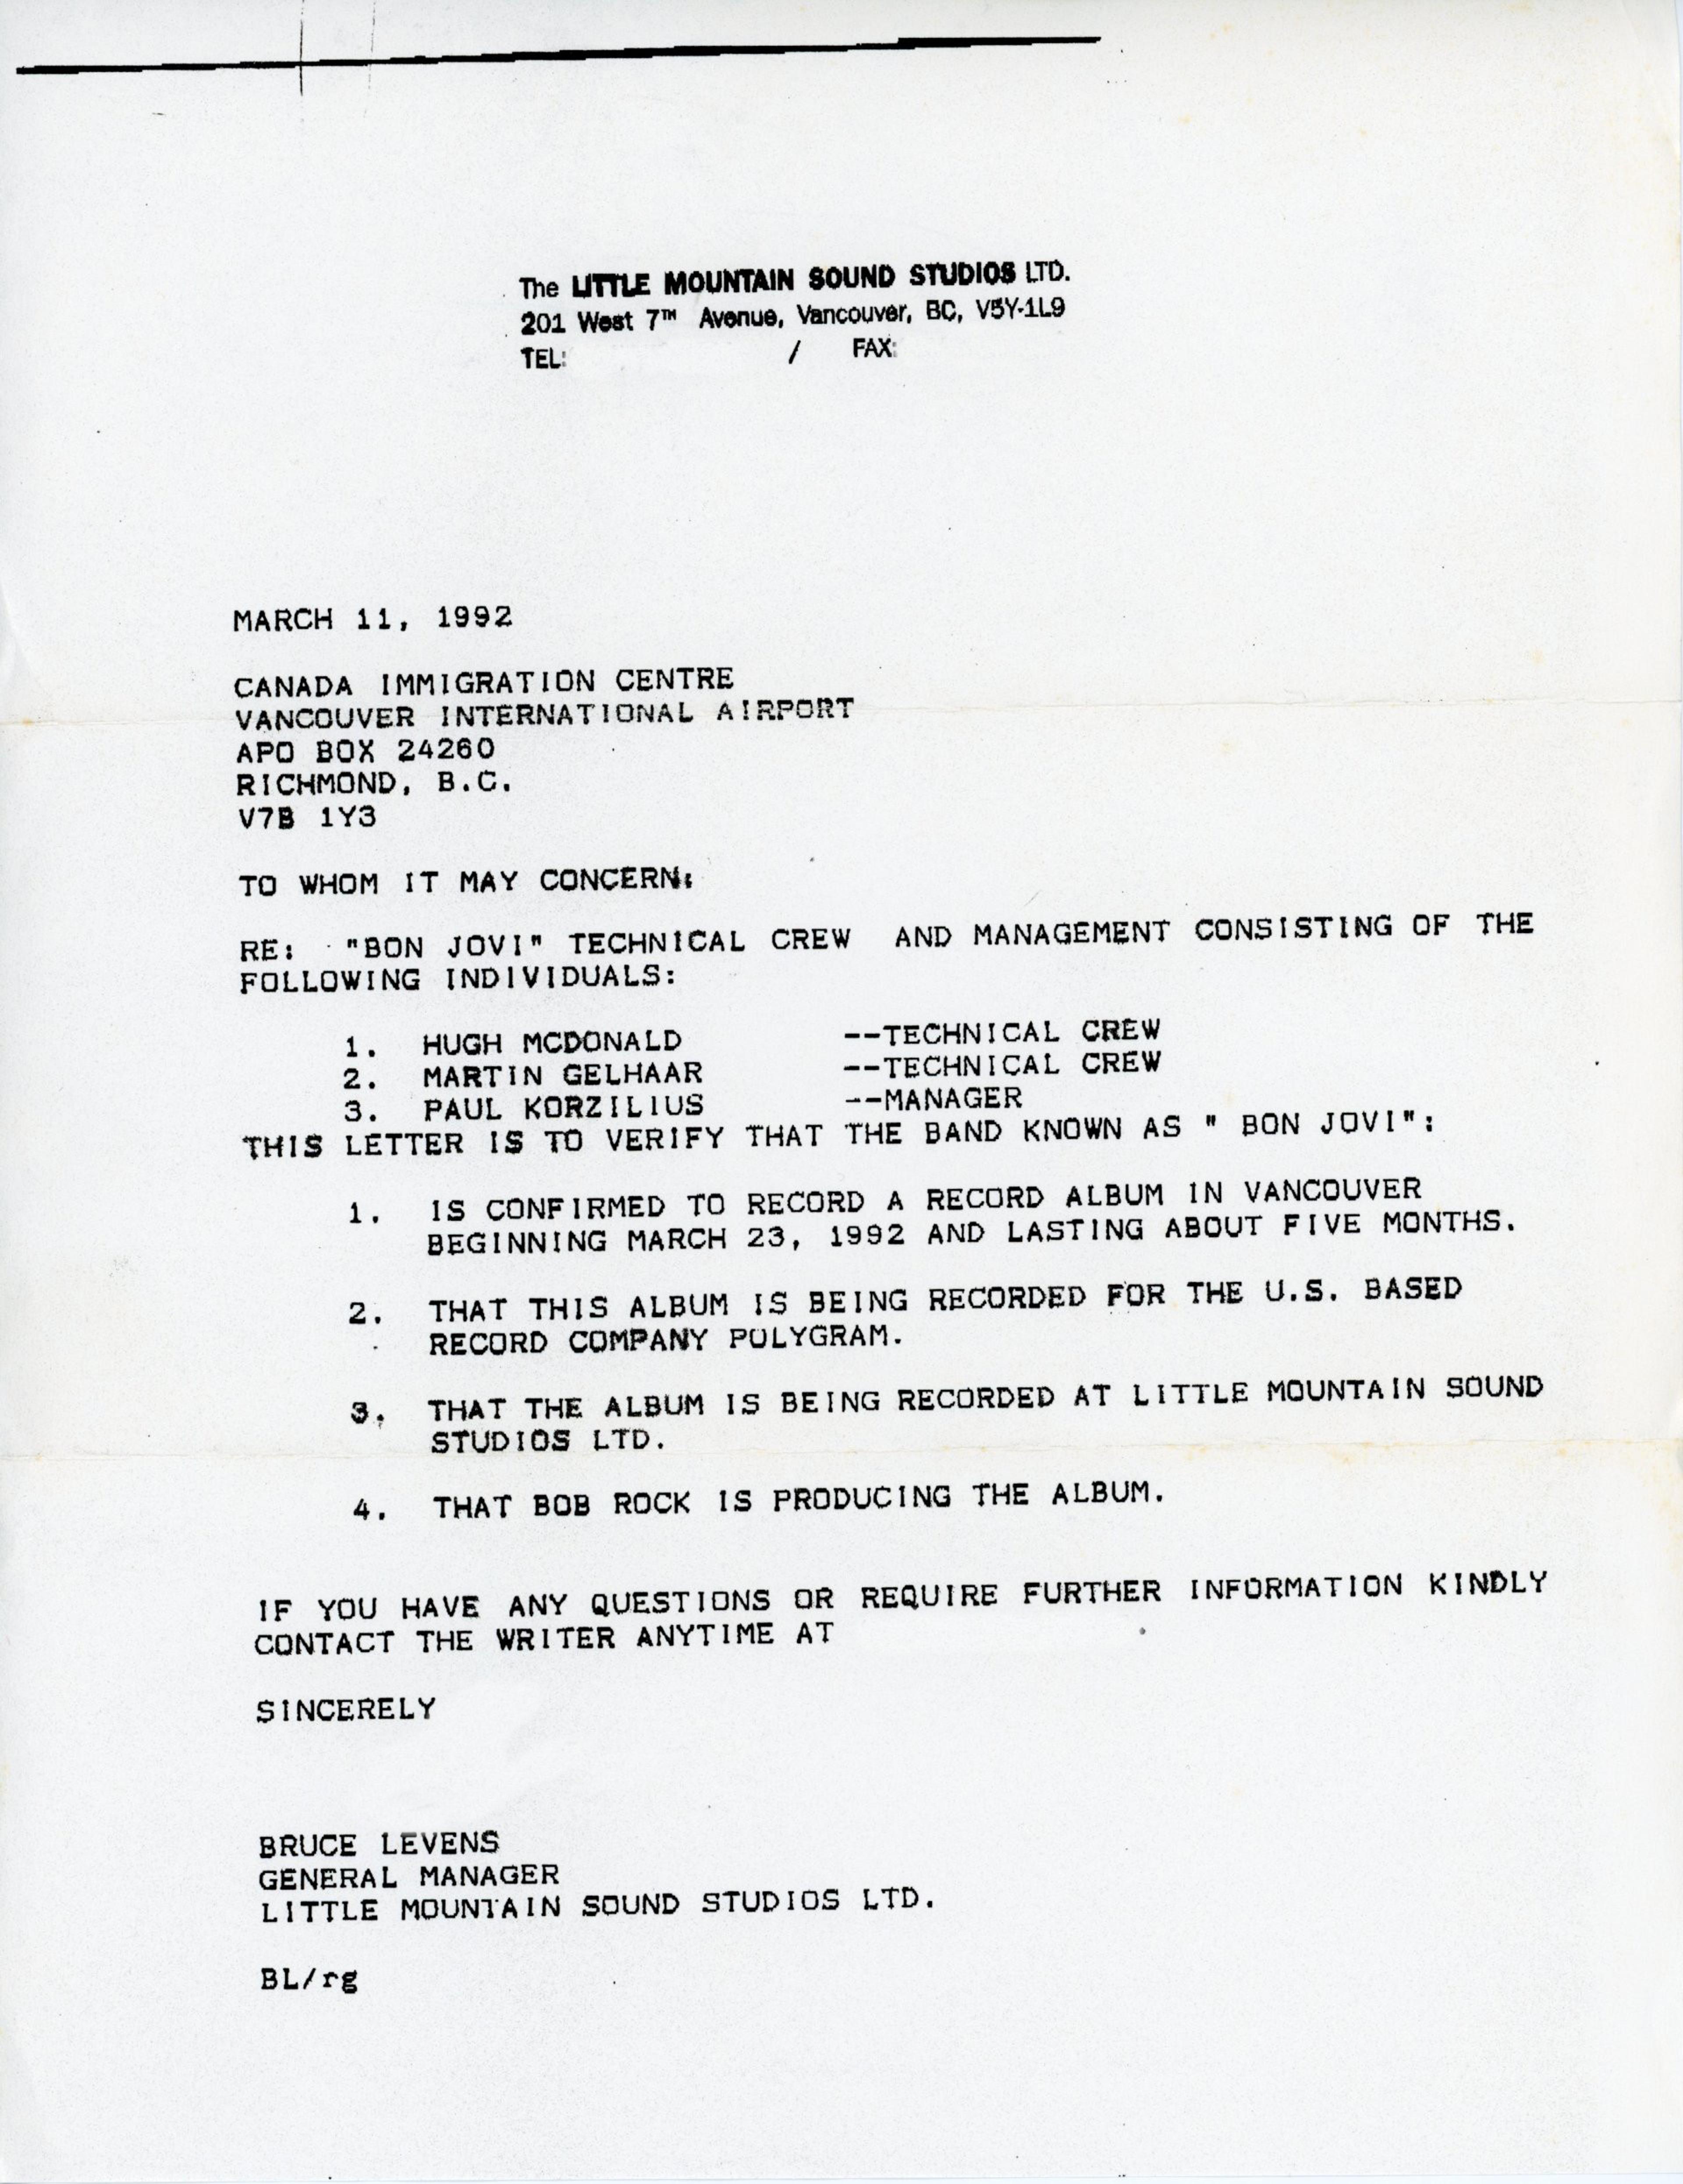 The LITTLE MOUNTAIN SOUND STUDIOS LTD.
201 West 7TH Avenue, Vancouver, BC, V5Y-1L9
TEL: / FAX:
MARCH 11, 1992
CANADA IMMIGRATION CENTRE
VANCOUVER INTERNATIONAL AIRPORT
APO BOX 24260
RICHMOND, B.C.
V7B 1Y3
TO WHOM IT MAY CONCERN:
RE: "BON JOVI" TECHNICAL CREW AND MANAGEMENT CONSISTING OF THE
FOLLOWING INDIVIDUALS:
1. HUGH MCDONALD --TECHNICAL CREW
2. MARTIN GELHAAR --TECHNICAL CREW
3. PAUL KORZILIUS --MANAGER
THIS LETTER IS TO VERIFY THAT THE BAND KNOWN AS " BON JOVI":
1. IS CONFIRMED TO RECORD A RECORD ALBUM IN VANCOUVER
BEGINNING MARCH 23, 1992 AND LASTING ABOUT FIVE MONTHS.
2. THAT THIS ALBUM IS BEING RECORDED FOR THE U.S. BASED
RECORD COMPANY POLYGRAM.
3. THAT THE ALBUM IS BEING RECORDED AT LITTLE MOUNTAIN SOUND
STUDIOS LTD.
4. THAT BOB ROCK IS PRODUCING THE ALBUM.
IF YOU HAVE ANY QUESTIONS OR REQUIRE FURTHER INFORMATION KINDLY
CONTACT THE WRITER ANYTIME AT
SINCERELY
BRUCE LEVENS
GENERAL MANAGER
LITTLE MOUNTAIN SOUND STUDIOS LTD.
BL/rg